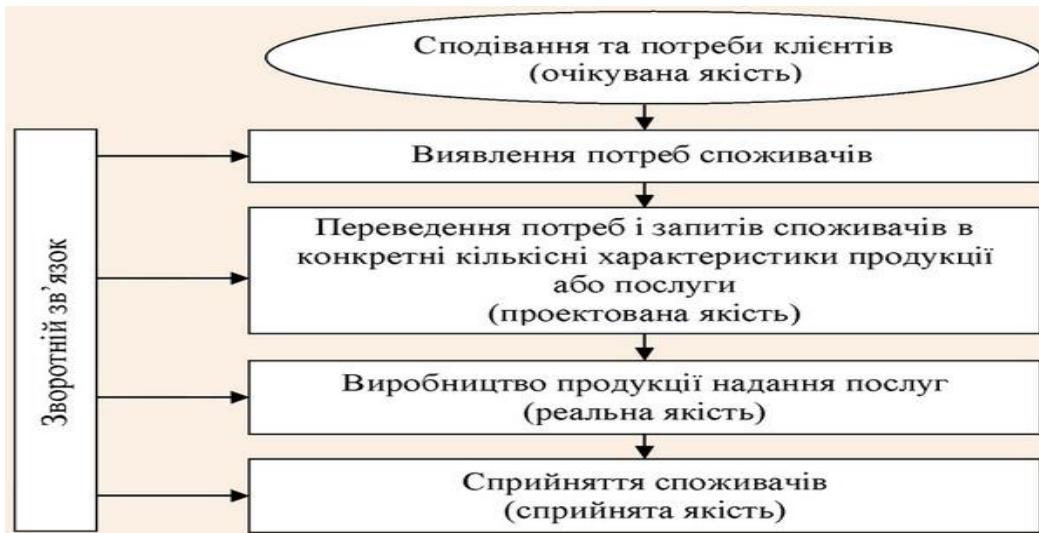 Сподівання та потреби клієнтів
(очікувана якість)
Виявлення потреб споживачів
Переведення потреб і запитів споживачів в
конкретні кількісні характеристики продукції
або послуги
(проектована якість)
Виробництво продукції надання послуг
(реальна якість)
Сприйняття споживачів
(сприйнята якість)
Зворотній зв’язок